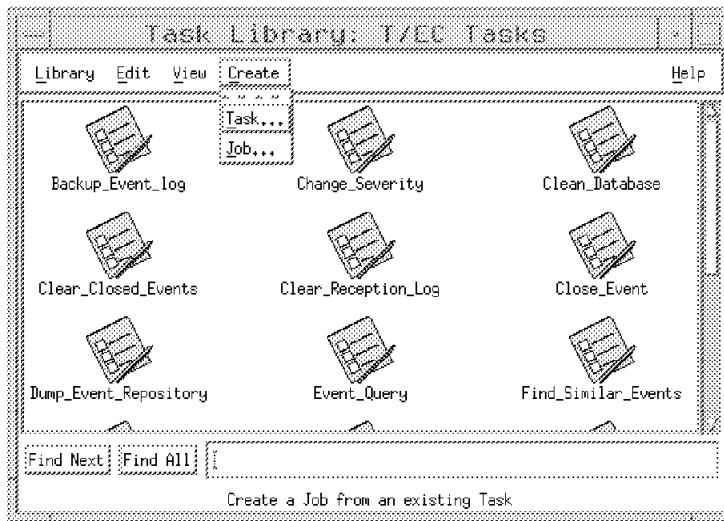 Task Library: T/EC Tasks
Library Edit View Create Help
Task...
Job...
Backup_Event_log Change_Severity Clean_Database
Clear_Closed_Events Clear_Reception_Log Close_Event
Dump_Event_Repository Event_Query Find_Similar_Events
Find Next Find All
Create a Job from an existing Task